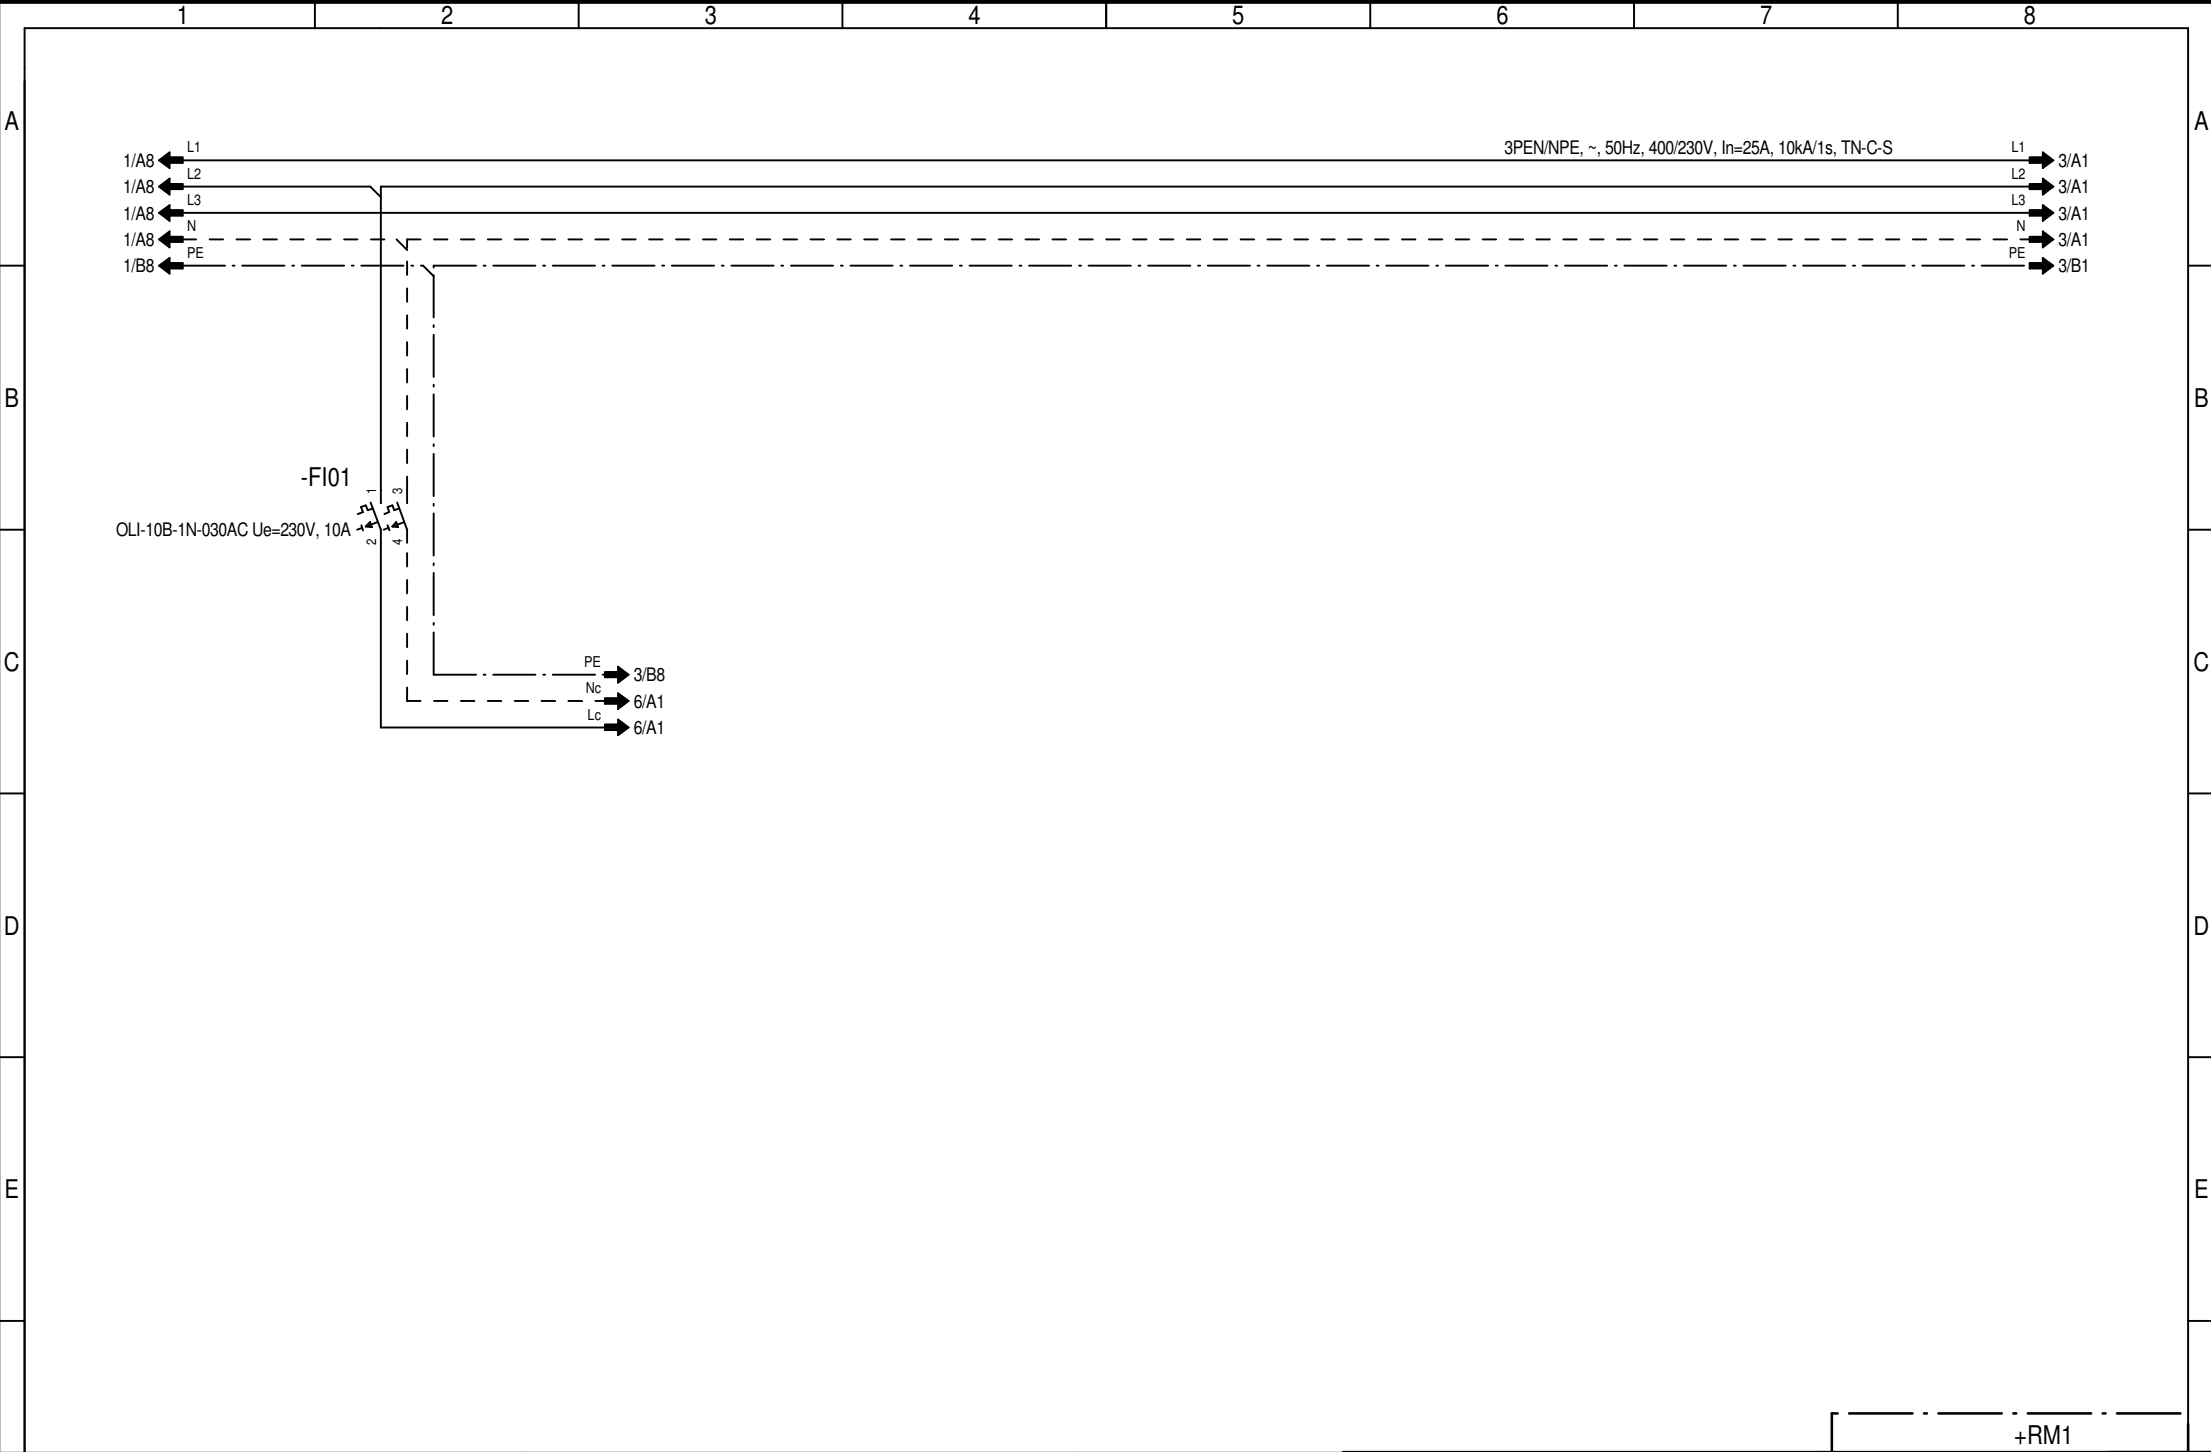 1 2 3 4 5 6 7 8
A A
L1 3PEN/NPE, ~, 50Hz, 400/230V, In=25A, 10kA/1s, TN-C-S L1
1/A8 3/A1
L2 L2
1/A8 3/A1
L3 L3
1/A8 3/A1
N N
1/A8 3/A1
PE PE
1/B8 3/B1
B B
-FI01 1 3
OLI-10B-1N-030AC Ue=230V, 10A
2 4
C C
PE
3/B8
Nc
6/A1
Lc
6/A1
D D
E E
+RM1